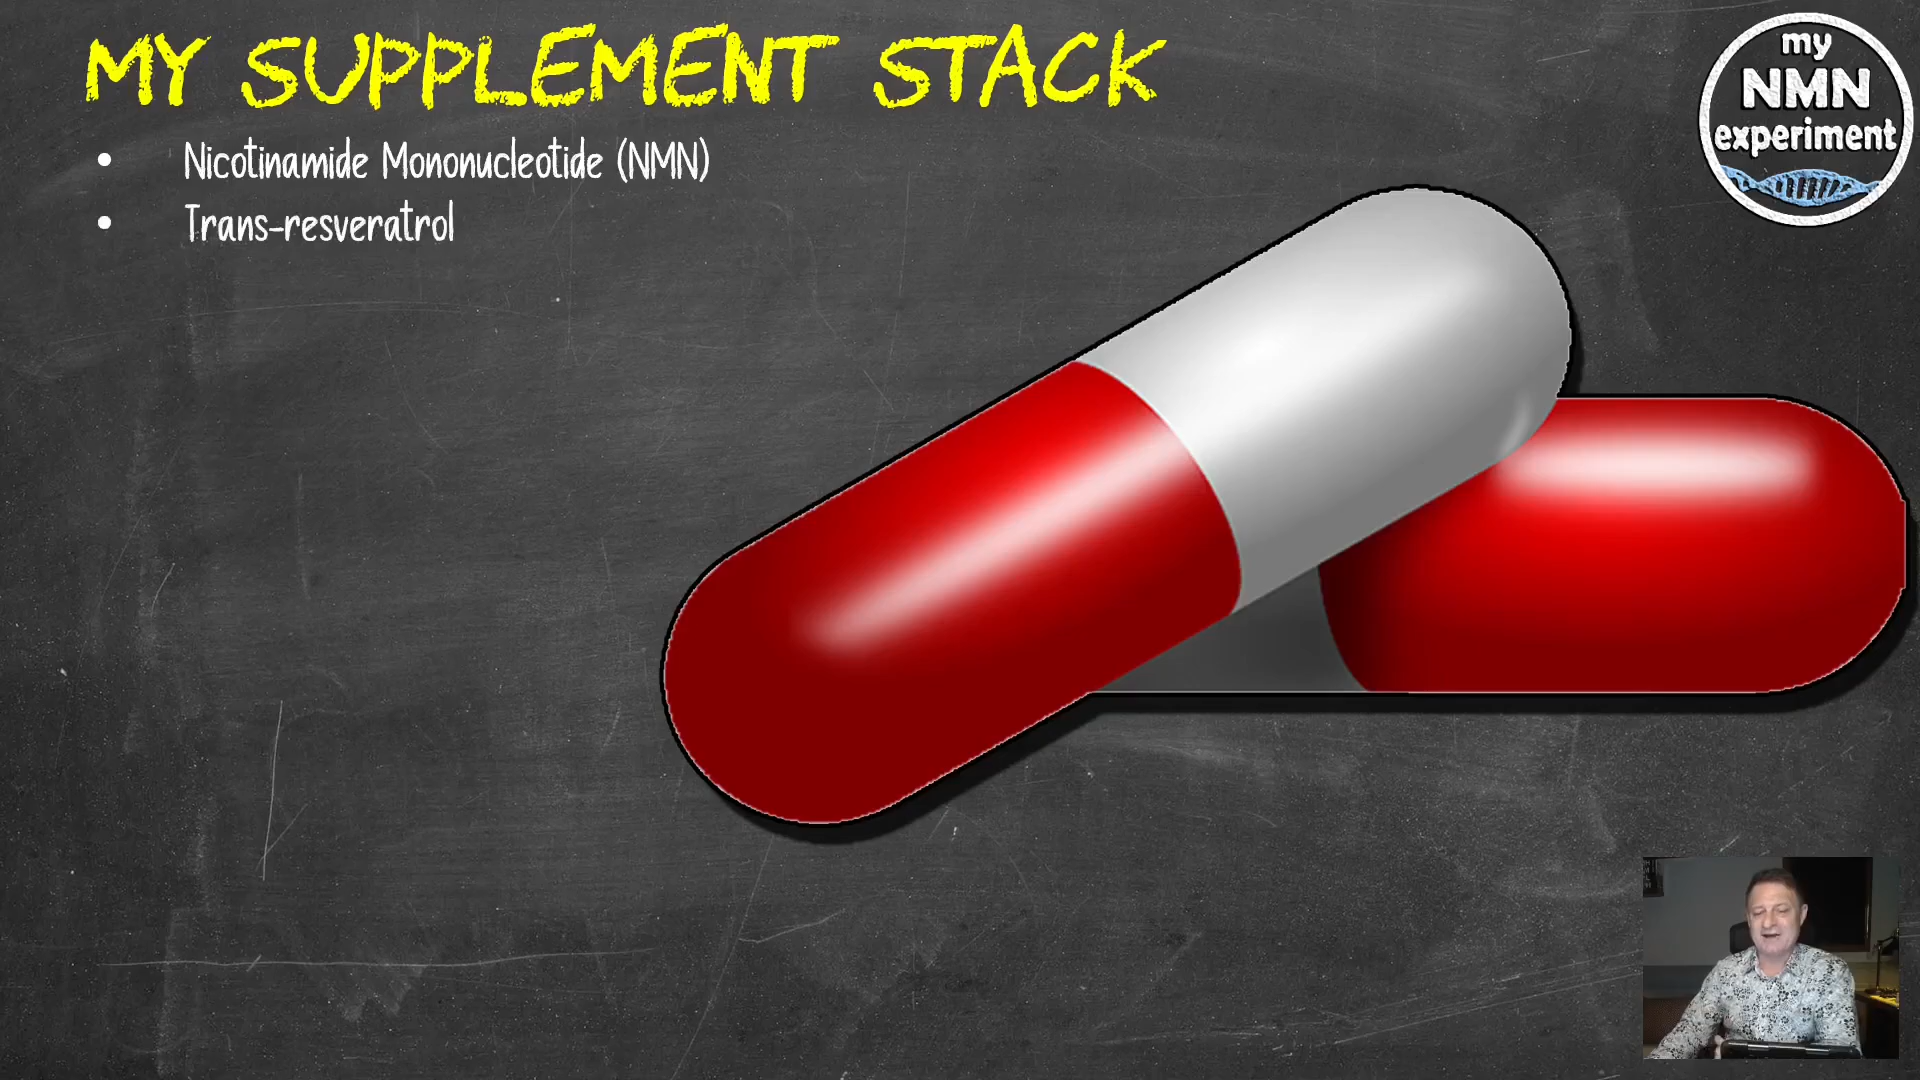 MY SUPPLEMENT STACK
• Nicotinamide Mononucleotide (NMN)
• Trans-resveratrol
my
NMN
experiment